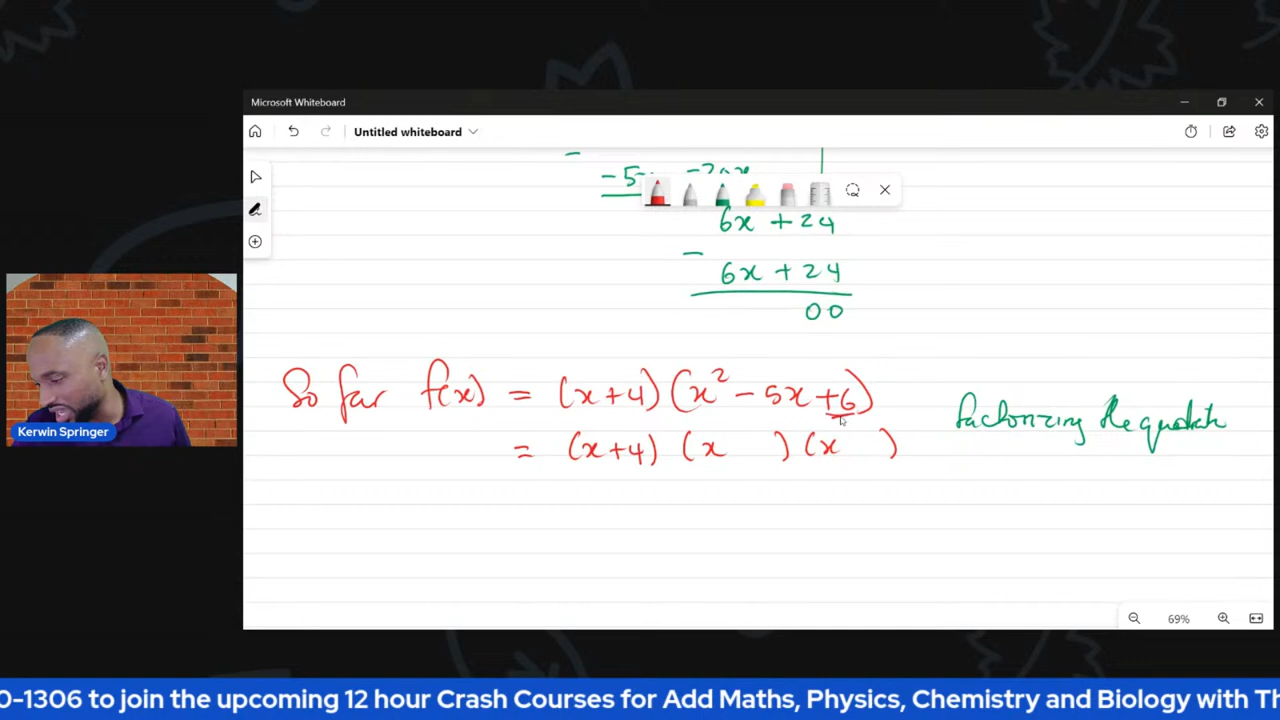 Microsoft Whiteboard
Untitled whiteboard
-
-5
6x + 24
-
6x + 24
00
So far f(x) = (x+4)(x² - 5x+6)
factorizing the quadratic
= (x+4) (x ) (x )
Kerwin Springer
69%
0-1306 to join the upcoming 12 hour Crash Courses for Add Maths, Physics, Chemistry and Biology with Th